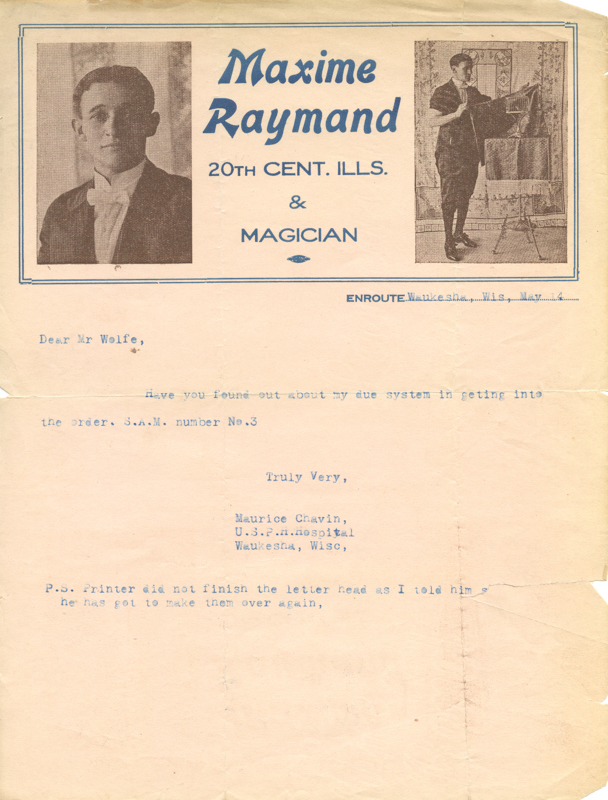 Maxime
Raymand
20TH CENT. ILLS.
&
MAGICIAN
ENROUTE Waukesha, Wis, May 14
Dear Mr Wolfe,
Have you found out about my due system in geting into
the order. S.A.M. number No.3
Truly Very,
Maurice Chavin,
U.S.P.H.Hospital
Waukesha, Wisc,
P.S. Printer did not finish the letter head as I told him s
he has got to make them over again,